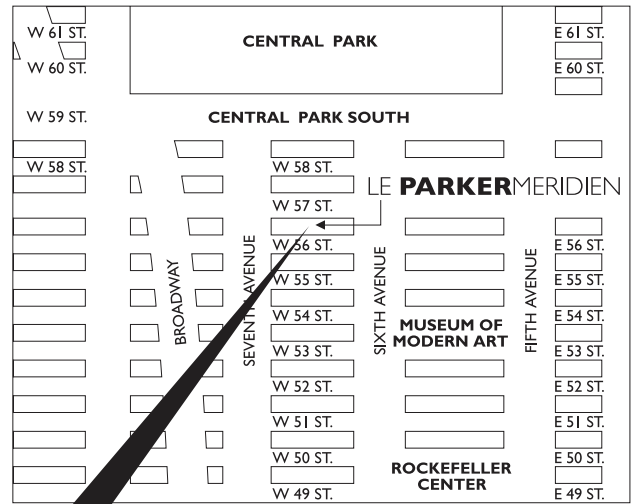 W 61 ST.
CENTRAL PARK
E 61 ST.
W 60 ST.
E 60 ST.
W 59 ST.
CENTRAL PARK SOUTH
W 58 ST.
W 58 ST.
LE PARKERMERIDIEN
W 57 ST.
W 56 ST.
E 56 ST.
W 55 ST.
E 55 ST.
BROADWAY
SEVENTH AVENUE
SIXTH AVENUE
FIFTH AVENUE
W 54 ST.
MUSEUM OF
MODERN ART
E 54 ST.
W 53 ST.
E 53 ST.
W 52 ST.
E 52 ST.
W 51 ST.
E 51 ST.
W 50 ST.
E 50 ST.
ROCKEFELLER
CENTER
W 49 ST.
E 49 ST.